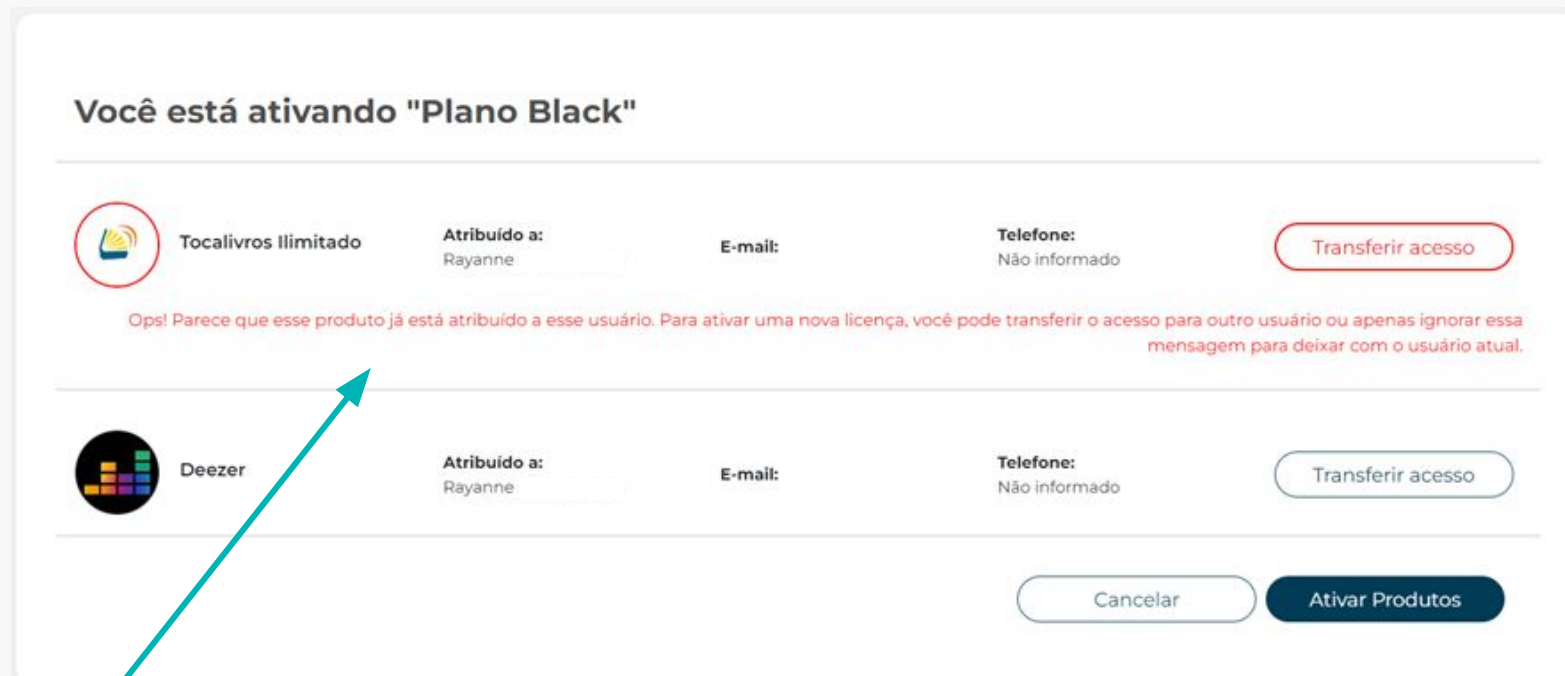 Você está ativando "Plano Black"
Tocalivros Ilimitado
Atribuído a:
Rayanne
E-mail:
Telefone:
Não informado
Transferir acesso
Ops! Parece que esse produto já está atribuído a esse usuário. Para ativar uma nova licença, você pode transferir o acesso para outro usuário ou apenas ignorar essa
mensagem para deixar com o usuário atual.
Deezer
Atribuído a:
Rayanne
E-mail:
Telefone:
Não informado
Transferir acesso
Cancelar
Ativar Produtos